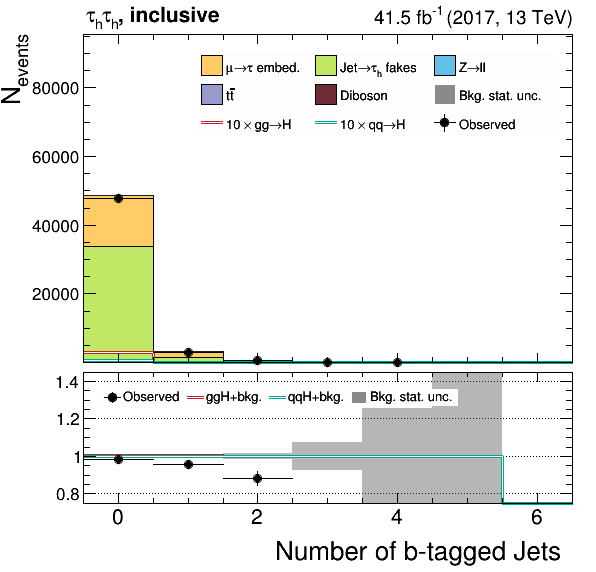 τhτh, inclusive
41.5 fb⁻¹ (2017, 13 TeV)
Nevents
80000
60000
40000
20000
μ→τ embed.
Jet→τh fakes
Z→ll
tt̅
Diboson
Bkg. stat. unc.
10 × gg→H
10 × qq→H
Observed
1.4
1.2
1
0.8
Observed
ggH+bkg.
qqH+bkg.
Bkg. stat. unc.
0
2
4
6
Number of b-tagged Jets